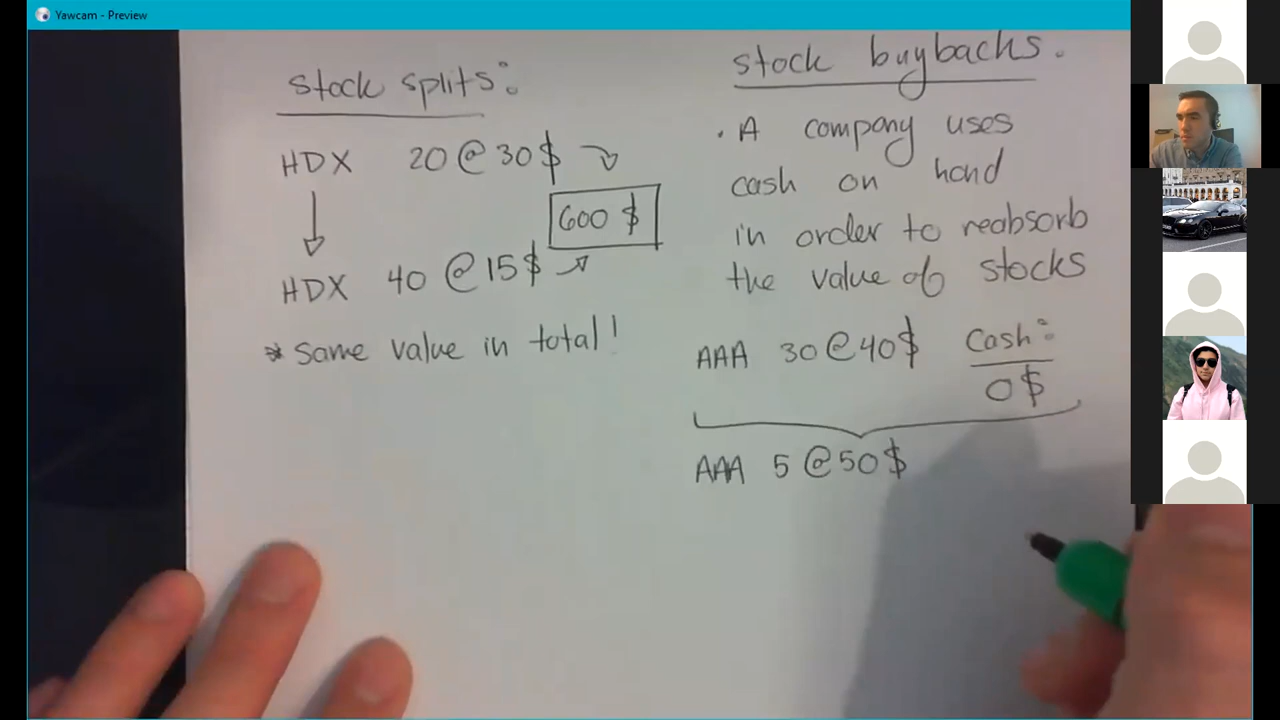 Yawcam - Preview
stock splits:
HDX 20 @ 30$
600 $
HDX 40 @ 15$
* Same value in total!
stock buybacks.
· A company uses
cash on hand
in order to reabsorb
the value of stocks
AAA 30 @ 40$ Cash:
0$
AAA 5 @ 50$